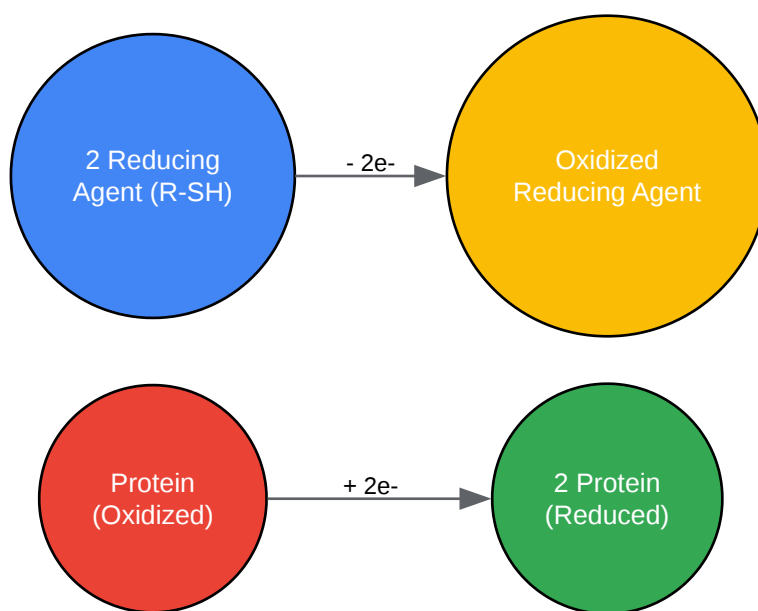 2 Reducing
Agent (R-SH)
- 2e-
Oxidized
Reducing Agent
Protein
(Oxidized)
+ 2e-
2 Protein
(Reduced)